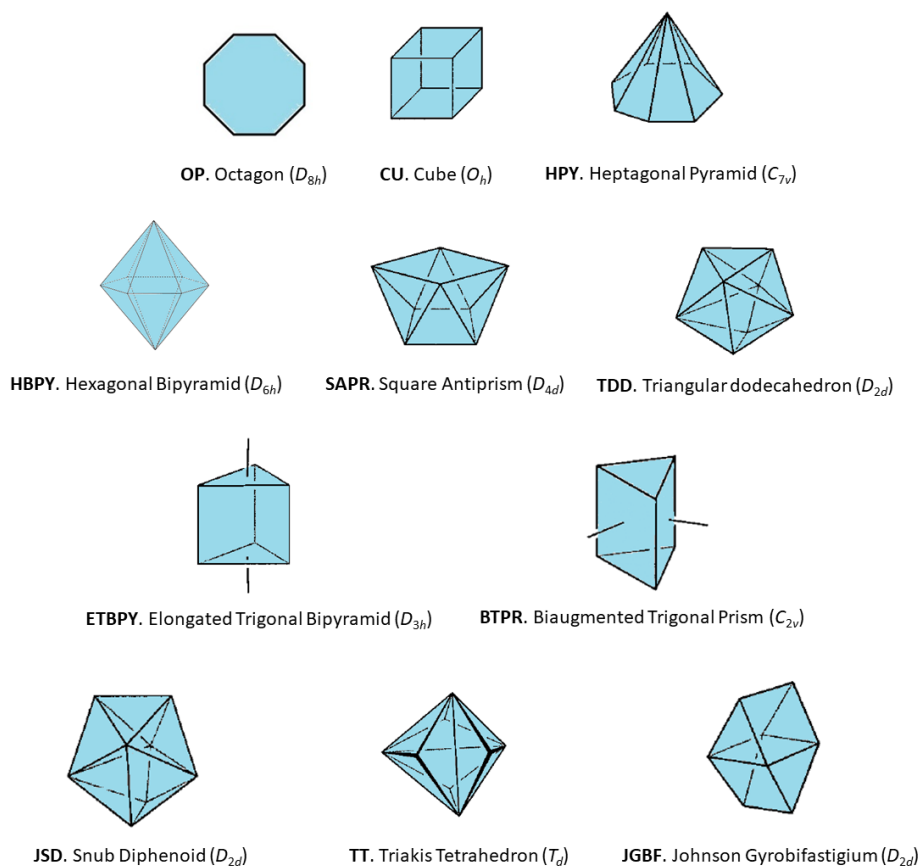 OP. Octagon (D8h)
CU. Cube (Oh)
HPY. Heptagonal Pyramid (C7v)
HBPY. Hexagonal Bipyramid (D6h)
SAPR. Square Antiprism (D4d)
TDD. Triangular dodecahedron (D2d)
ETBPY. Elongated Trigonal Bipyramid (D3h)
BTPR. Biaugmented Trigonal Prism (C2v)
JSD. Snub Diphenoid (D2d)
TT. Triakis Tetrahedron (Td)
JGBF. Johnson Gyrobifastigium (D2d)